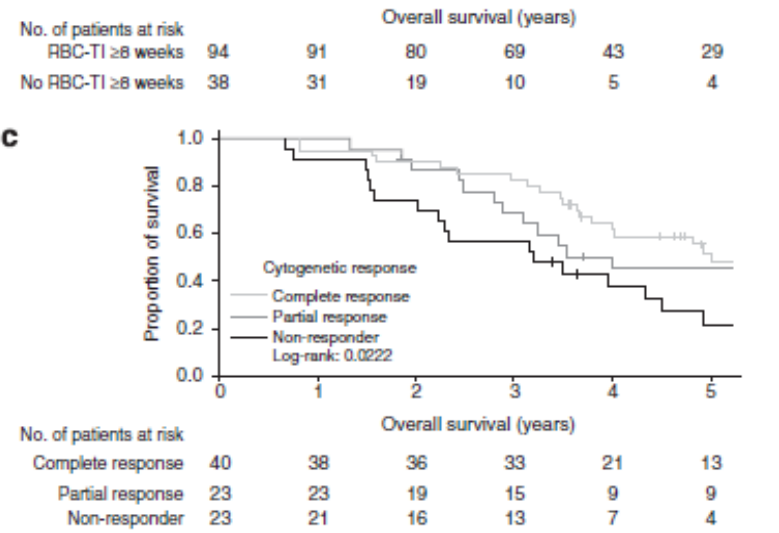 Overall survival (years)
No. of patients at risk
RBC-TI ≥8 weeks 94 91 80 69 43 29
No RBC-TI ≥8 weeks 38 31 19 10 5 4
c
Proportion of survival
1.0
0.8
0.6
0.4
0.2
0.0
Cytogenetic response
Complete response
Partial response
Non-responder
Log-rank: 0.0222
0 1 2 3 4 5
Overall survival (years)
No. of patients at risk
Complete response 40 38 36 33 21 13
Partial response 23 23 19 15 9 9
Non-responder 23 21 16 13 7 4